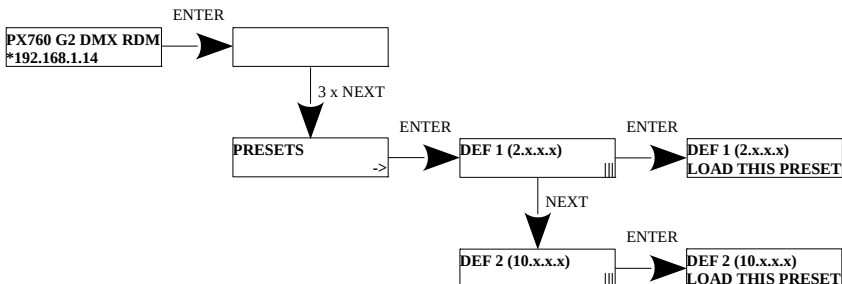 ENTER
PX760 G2 DMX RDM
*192.168.1.14
3 x NEXT
PRESETS
->
ENTER
DEF 1 (2.x.x.x)
|||
ENTER
DEF 1 (2.x.x.x)
LOAD THIS PRESET
NEXT
DEF 2 (10.x.x.x)
|||
ENTER
DEF 2 (10.x.x.x)
LOAD THIS PRESET